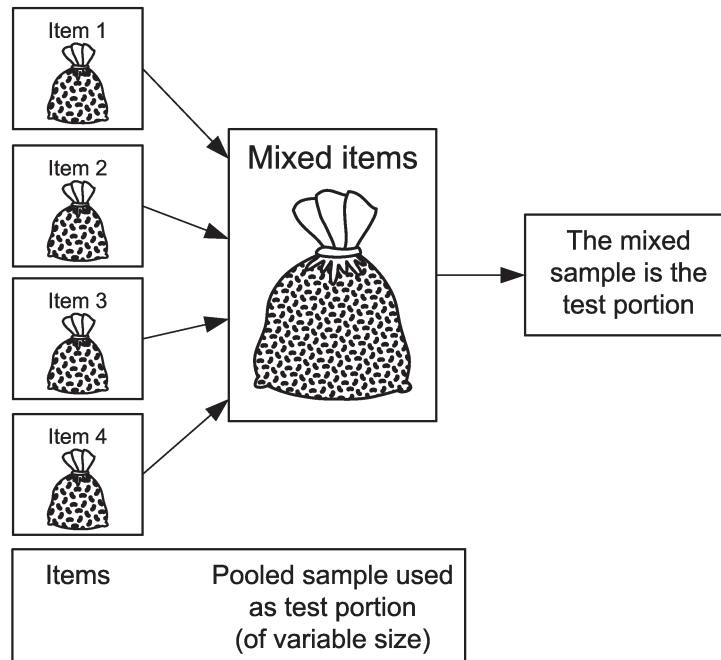 Item 1
Item 2
Item 3
Item 4
Mixed items
The mixed
sample is the
test portion
Items
Pooled sample used
as test portion
(of variable size)